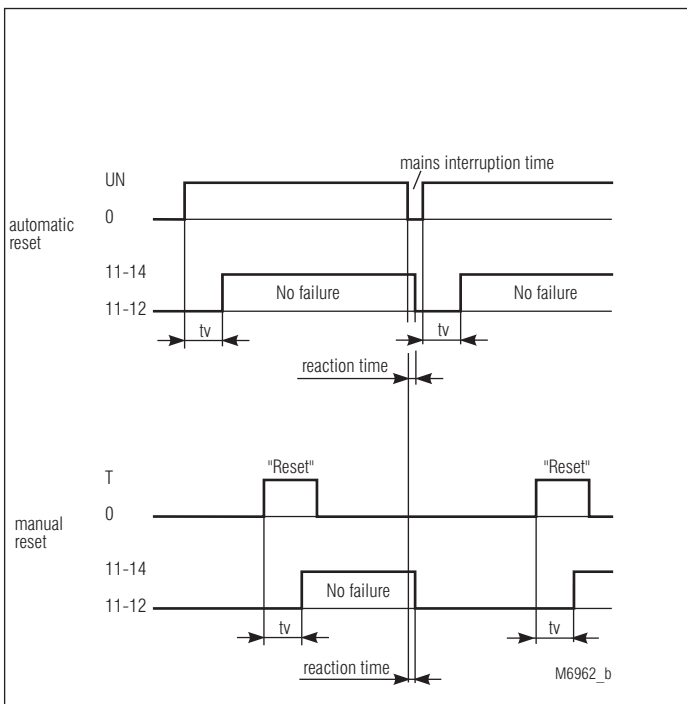 mains interruption time
UN
0
automatic
reset
11-14
No failure
No failure
11-12
tv
tv
reaction time
"Reset"
"Reset"
T
0
manual
reset
11-14
No failure
11-12
tv
tv
reaction time
M6962_b